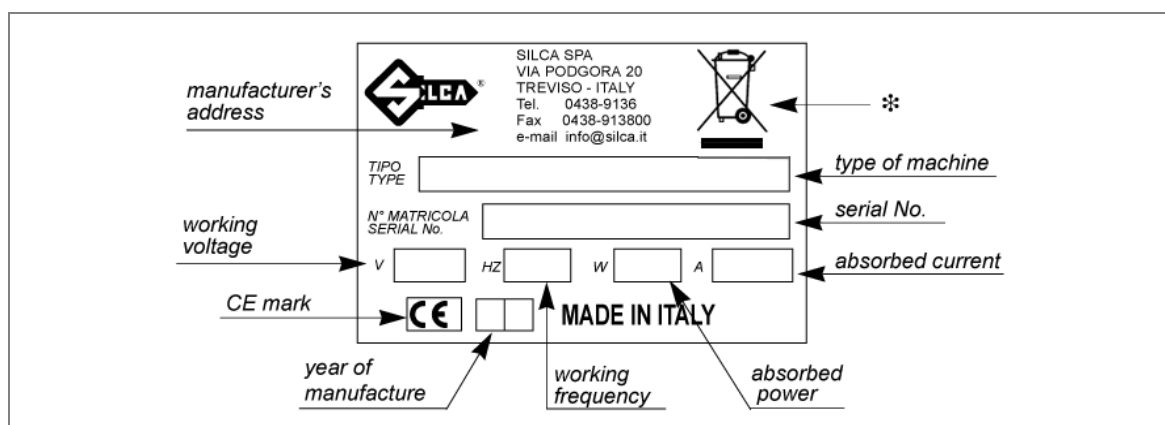 SILCA SPA
VIA PODGORA 20
TREVISO - ITALY
Tel. 0438-9136
Fax 0438-913800
e-mail info@silca.it
SILCA®
manufacturer's
address
*
TIPO
TYPE
type of machine
N° MATRICOLA
SERIAL No.
serial No.
working
voltage
V
HZ
W
A
absorbed current
CE mark
CE
MADE IN ITALY
year of
manufacture
working
frequency
absorbed
power